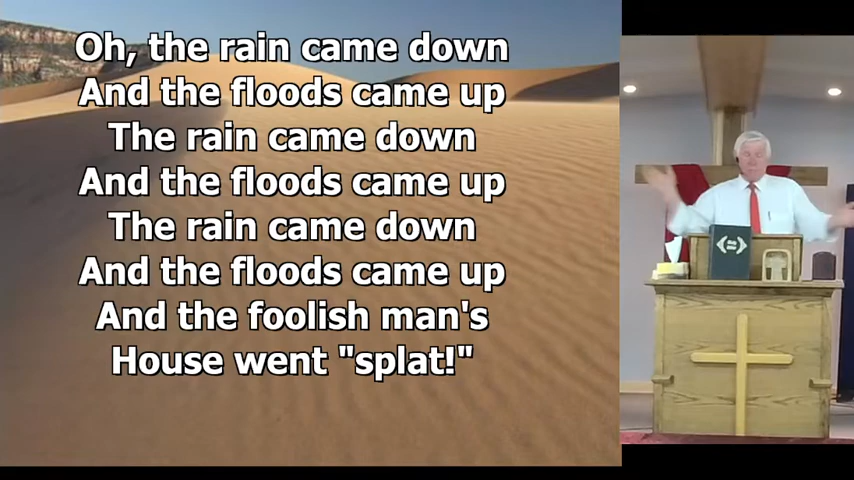 Oh, the rain came down
And the floods came up
The rain came down
And the floods came up
The rain came down
And the floods came up
And the foolish man's
House went "splat!"